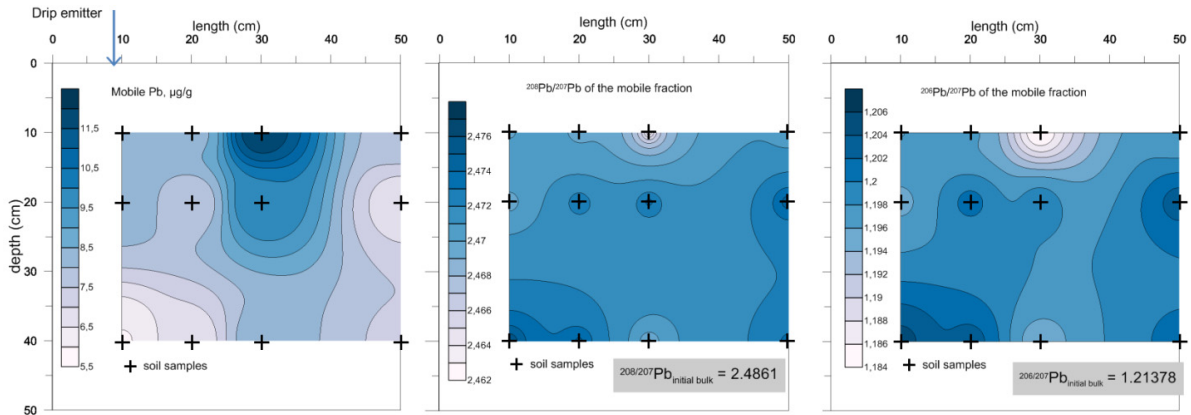 Drip emitter
length (cm)
0 10 20 30 40 50
depth (cm)
0
10
20
30
40
50
Mobile Pb, µg/g
11,5
10,5
9,5
8,5
7,5
6,5
5,5
soil samples
length (cm)
0 10 20 30 50
²⁰⁸Pb/²⁰⁷Pb of the mobile fraction
2,476
2,474
2,472
2,47
2,468
2,466
2,464
2,462
soil samples
²⁰⁸/²⁰⁷Pb initial bulk = 2.4861
length (cm)
0 10 20 30 40 50
²⁰⁶Pb/²⁰⁷Pb of the mobile fraction
1,206
1,204
1,202
1,2
1,198
1,196
1,194
1,192
1,19
1,188
1,186
1,184
soil samples
²⁰⁶/²⁰⁷Pb initial bulk = 1.21378